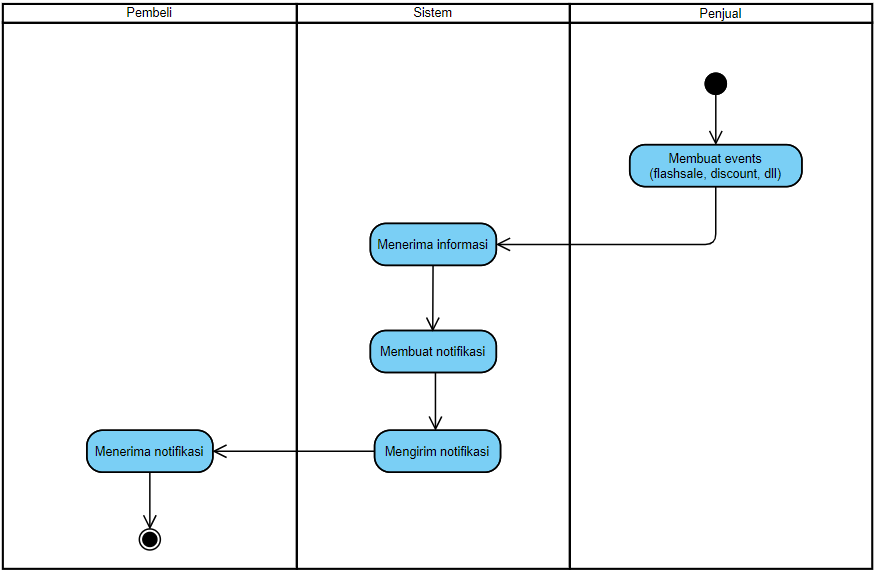 Pembeli
Sistem
Penjual
Membuat events
(flashsale, discount, dll)
Menerima informasi
Membuat notifikasi
Menerima notifikasi
Mengirim notifikasi